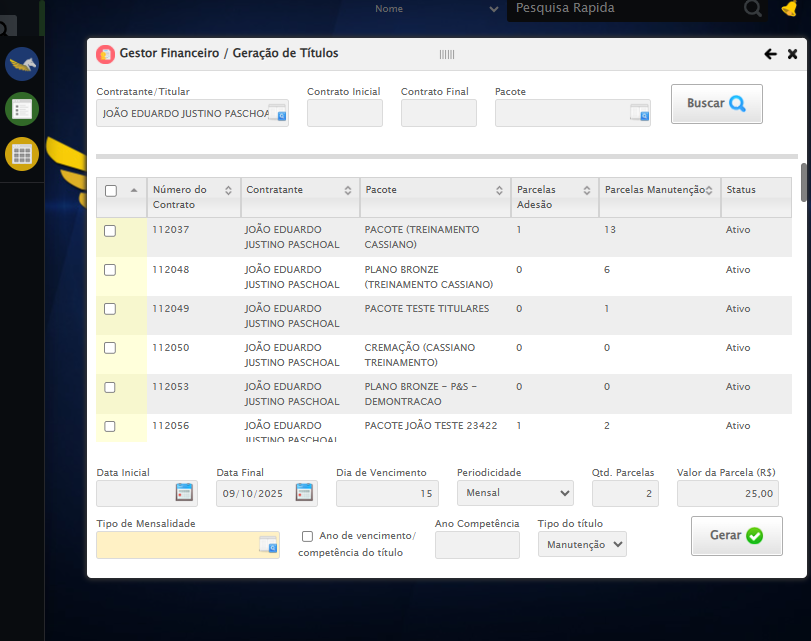 Nome
Pesquisa Rapida
Gestor Financeiro / Geração de Títulos
Contratante/Titular
Contrato Inicial
Contrato Final
Pacote
JOÃO EDUARDO JUSTINO PASCHOA
Buscar
Número do Contrato
Contratante
Pacote
Parcelas Adesão
Parcelas Manutenção
Status
112037
JOÃO EDUARDO JUSTINO PASCHOAL
PACOTE (TREINAMENTO CASSIANO)
1
13
Ativo
112048
JOÃO EDUARDO JUSTINO PASCHOAL
PLANO BRONZE (TREINAMENTO CASSIANO)
0
6
Ativo
112049
JOÃO EDUARDO JUSTINO PASCHOAL
PACOTE TESTE TITULARES
0
1
Ativo
112050
JOÃO EDUARDO JUSTINO PASCHOAL
CREMAÇÃO (CASSIANO TREINAMENTO)
0
0
Ativo
112053
JOÃO EDUARDO JUSTINO PASCHOAL
PLANO BRONZE - P&S - DEMONTRACAO
0
0
Ativo
112056
JOÃO EDUARDO JUSTINO PASCHOAL
PACOTE JOÃO TESTE 23422
1
2
Ativo
Data Inicial
Data Final
Dia de Vencimento
Periodicidade
Qtd. Parcelas
Valor da Parcela (R$)
09/10/2025
15
Mensal
2
25,00
Tipo de Mensalidade
Ano de vencimento/
competência do título
Ano Competência
Tipo do título
Manutenção
Gerar